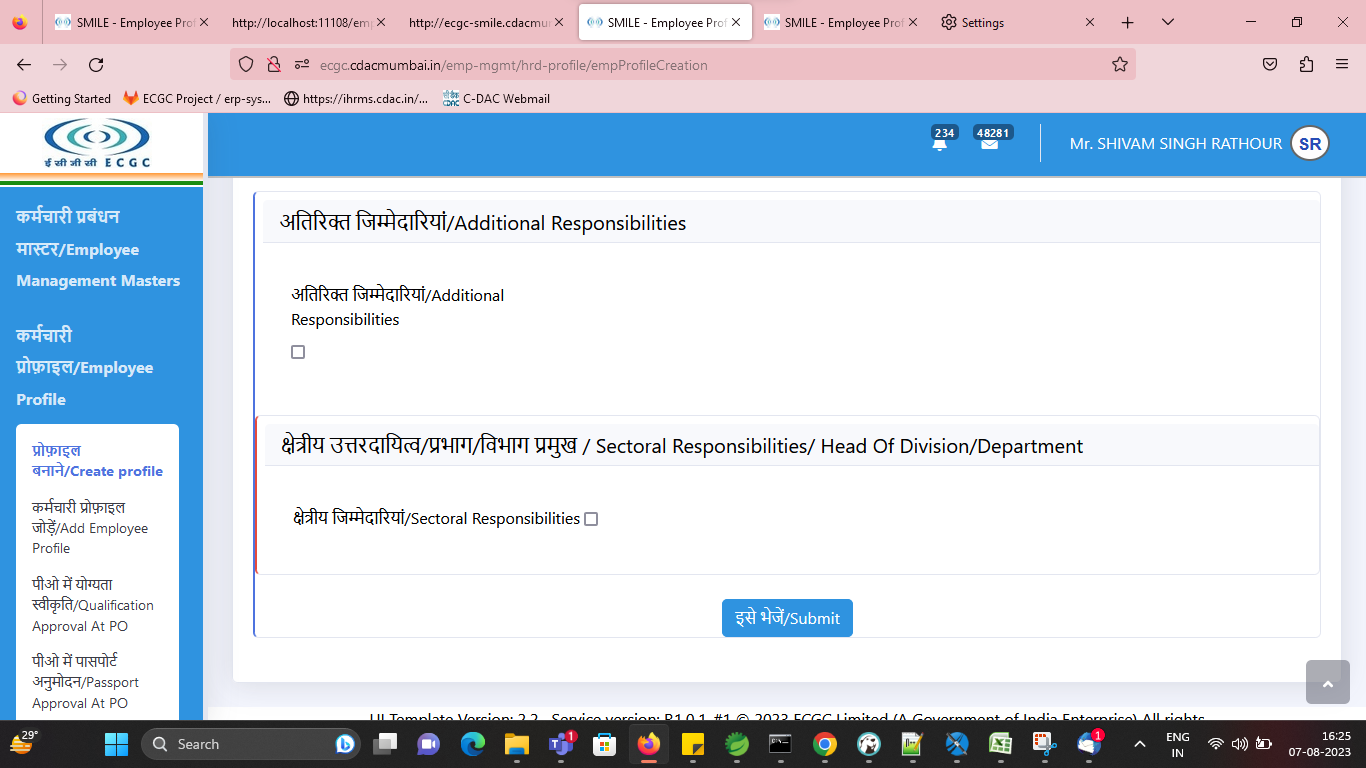 SMILE - Employee Prof
http://localhost:11108/emp
http://ecgc-smile.cdacmum
SMILE - Employee Prof
SMILE - Employee Prof
Settings
ecgc.cdacmumbai.in/emp-mgmt/hrd-profile/empProfileCreation
Getting Started
ECGC Project / erp-sys...
https://ihrms.cdac.in/...
C-DAC Webmail
ई सी जी सी ECGC
234
48281
Mr. SHIVAM SINGH RATHOUR
SR
कर्मचारी प्रबंधन
मास्टर/Employee
Management Masters
कर्मचारी
प्रोफ़ाइल/Employee
Profile
प्रोफ़ाइल
बनाने/Create profile
कर्मचारी प्रोफ़ाइल
जोड़ें/Add Employee
Profile
पीओ में योग्यता
स्वीकृति/Qualification
Approval At PO
पीओ में पासपोर्ट
अनुमोदन/Passport
Approval At PO
अतिरिक्त जिम्मेदारियां/Additional Responsibilities
अतिरिक्त जिम्मेदारियां/Additional
Responsibilities
क्षेत्रीय उत्तरदायित्व/प्रभाग/विभाग प्रमुख / Sectoral Responsibilities/ Head Of Division/Department
क्षेत्रीय जिम्मेदारियां/Sectoral Responsibilities
इसे भेजें/Submit
UI Template Version: 2.2 Service version: R1.0.1 #1 © 2023 ECGC Limited (A Government of India Enterprise) All rights
29°
Search
1
1
ENG
IN
16:25
07-08-2023